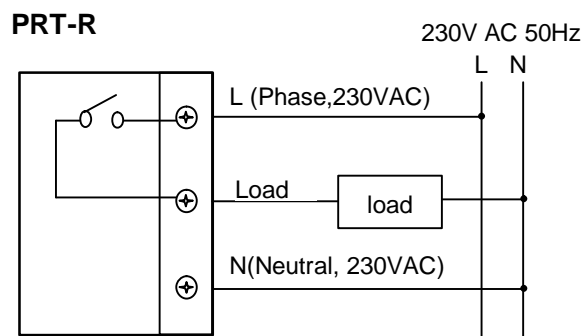 PRT-R
230V AC 50Hz
L N
L (Phase,230VAC)
Load
load
N(Neutral, 230VAC)